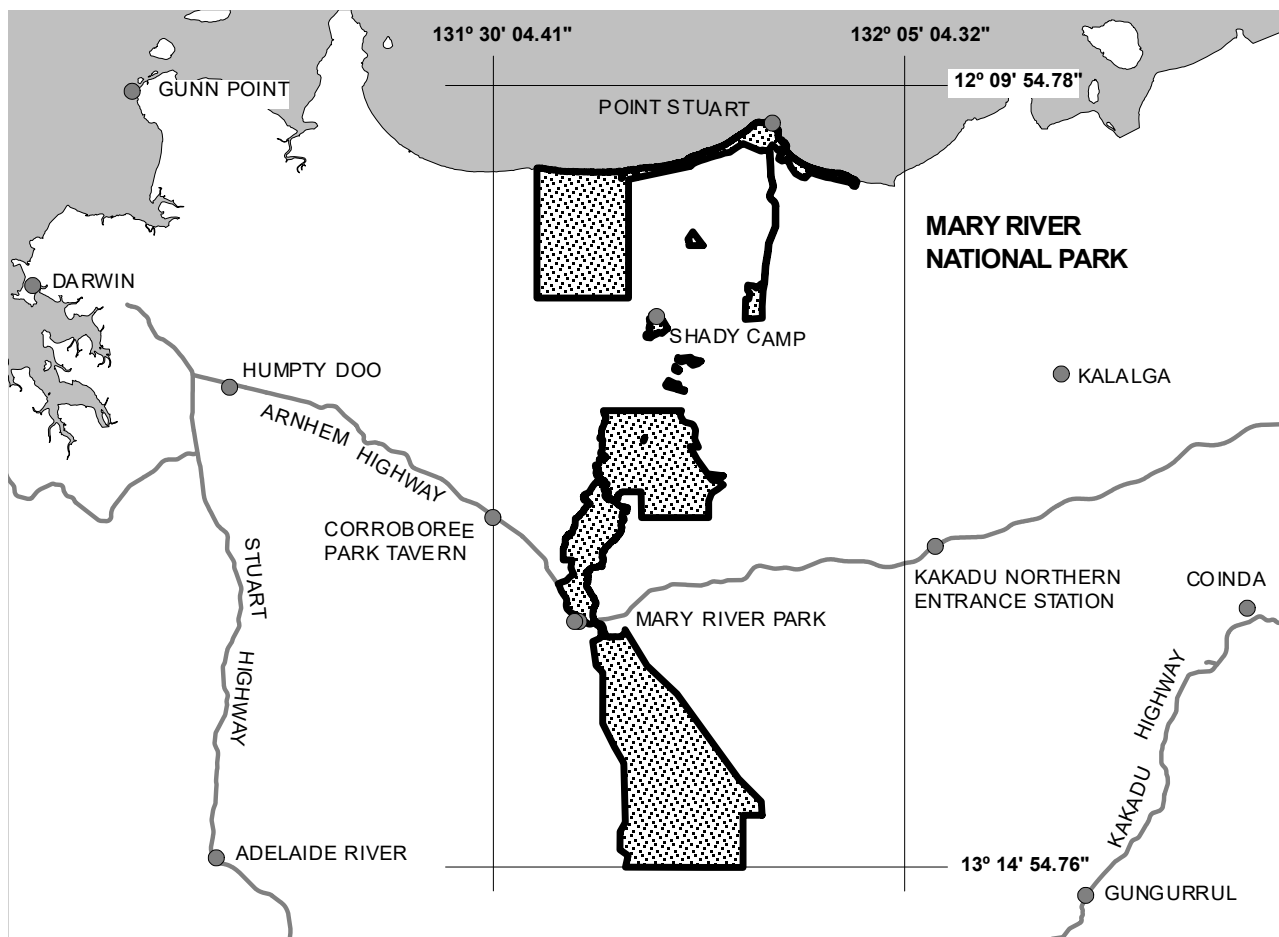 131º 30' 04.41"
132º 05' 04.32"
12º 09' 54.78"
GUNN POINT
POINT STUART
MARY RIVER
NATIONAL PARK
DARWIN
SHADY CAMP
HUMPTY DOO
KALALGA
ARNHEM HIGHWAY
CORROBOREE
PARK TAVERN
STUART HIGHWAY
KAKADU NORTHERN
ENTRANCE STATION
COINDA
MARY RIVER PARK
KAKADU HIGHWAY
ADELAIDE RIVER
13º 14' 54.76"
GUNGURRUL